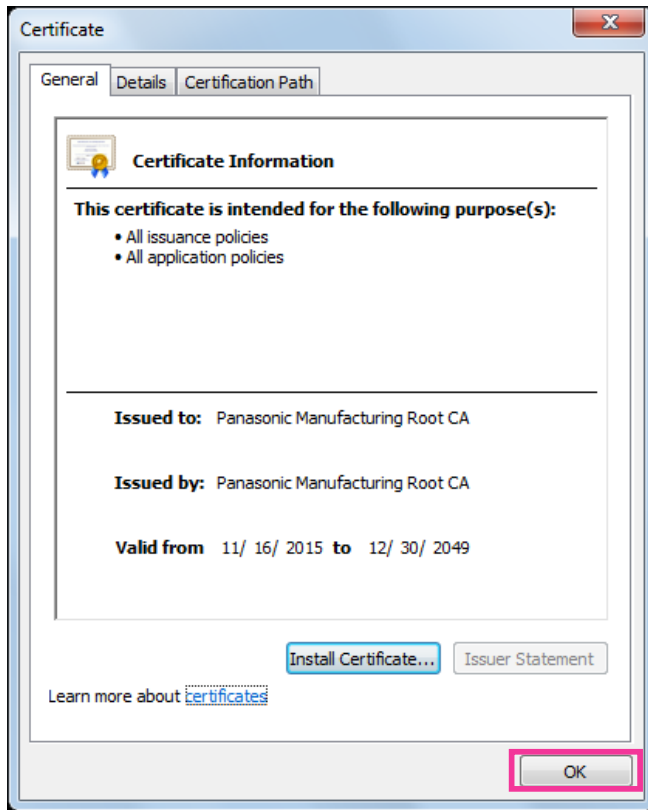 Certificate
General Details Certification Path
Certificate Information
This certificate is intended for the following purpose(s):
• All issuance policies
• All application policies
Issued to: Panasonic Manufacturing Root CA
Issued by: Panasonic Manufacturing Root CA
Valid from 11/ 16/ 2015 to 12/ 30/ 2049
Install Certificate... Issuer Statement
Learn more about certificates
OK